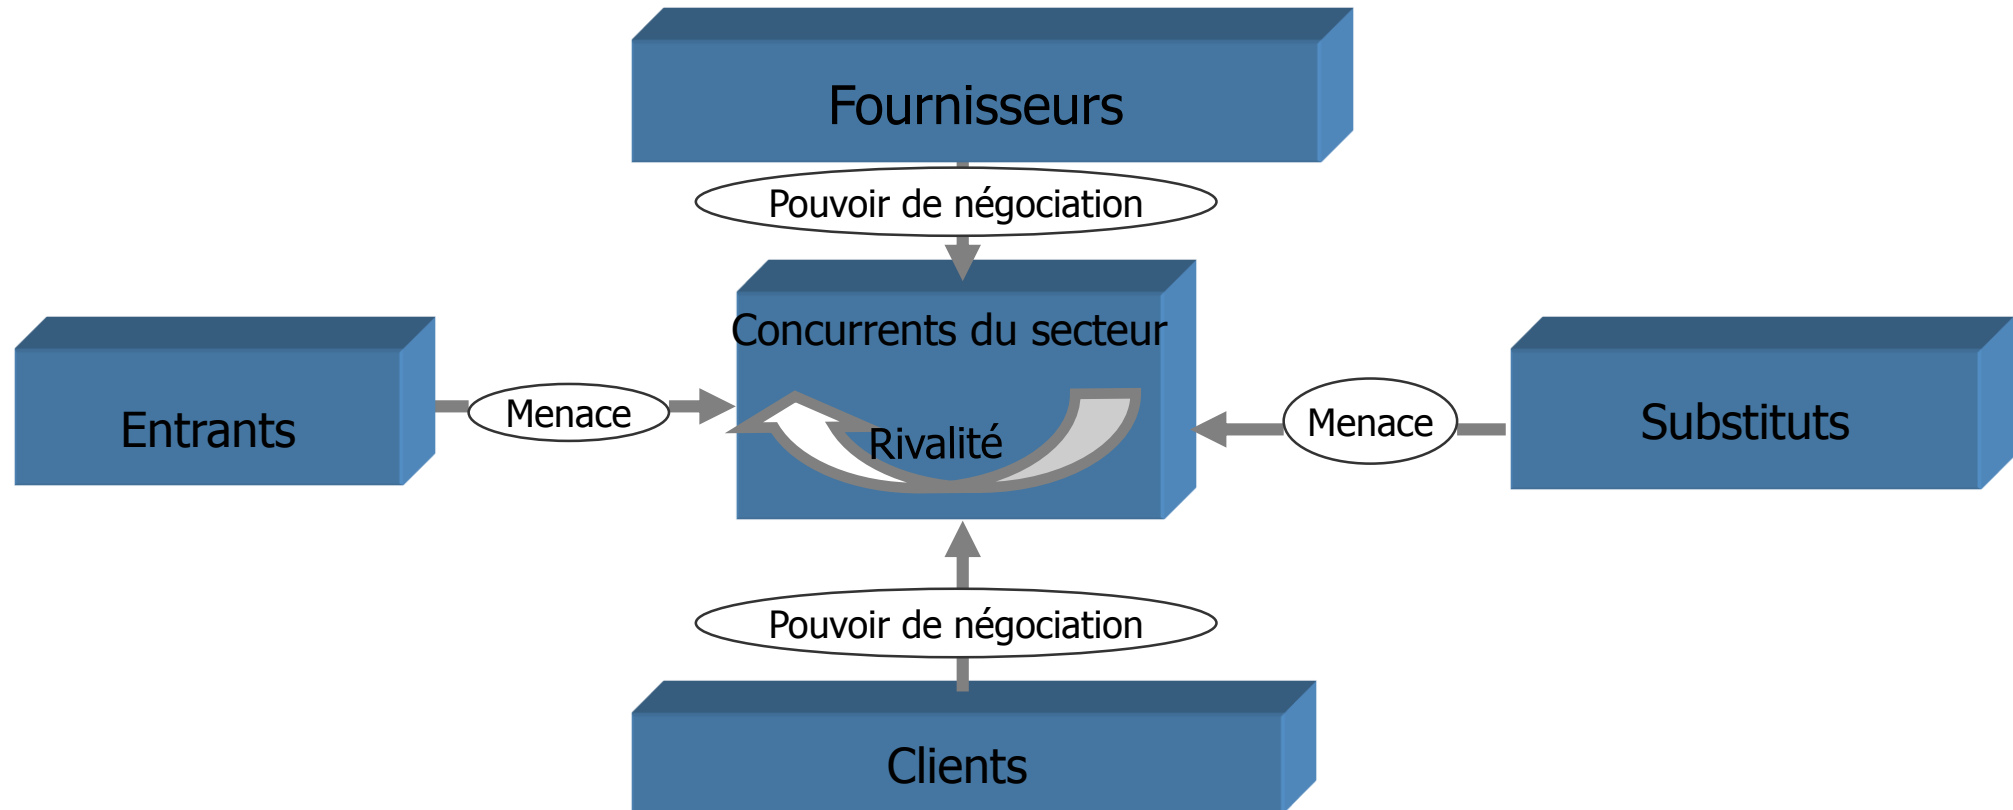 Fournisseurs
Pouvoir de négociation
Concurrents du secteur
Entrants
Menace
Rivalité
Menace
Substituts
Pouvoir de négociation
Clients